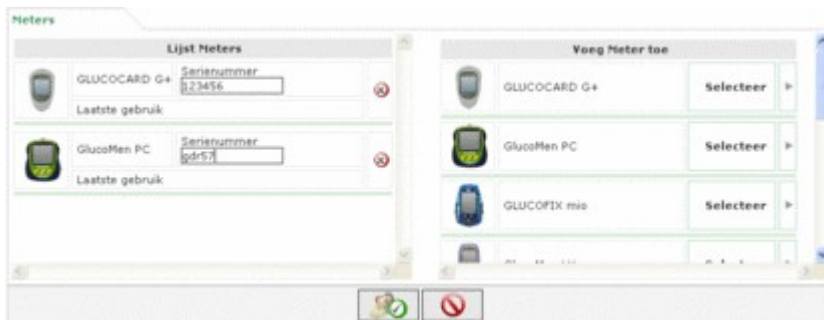 Meters
Lijst Meters
GLUCOCARD G+
Serienummer
123456
Laatste gebruik
GlucoMen PC
Serienummer
gdr57
Laatste gebruik
Voeg Meter toe
GLUCOCARD G+ Selecteer
GlucoMen PC Selecteer
GLUCOFIX mio Selecteer